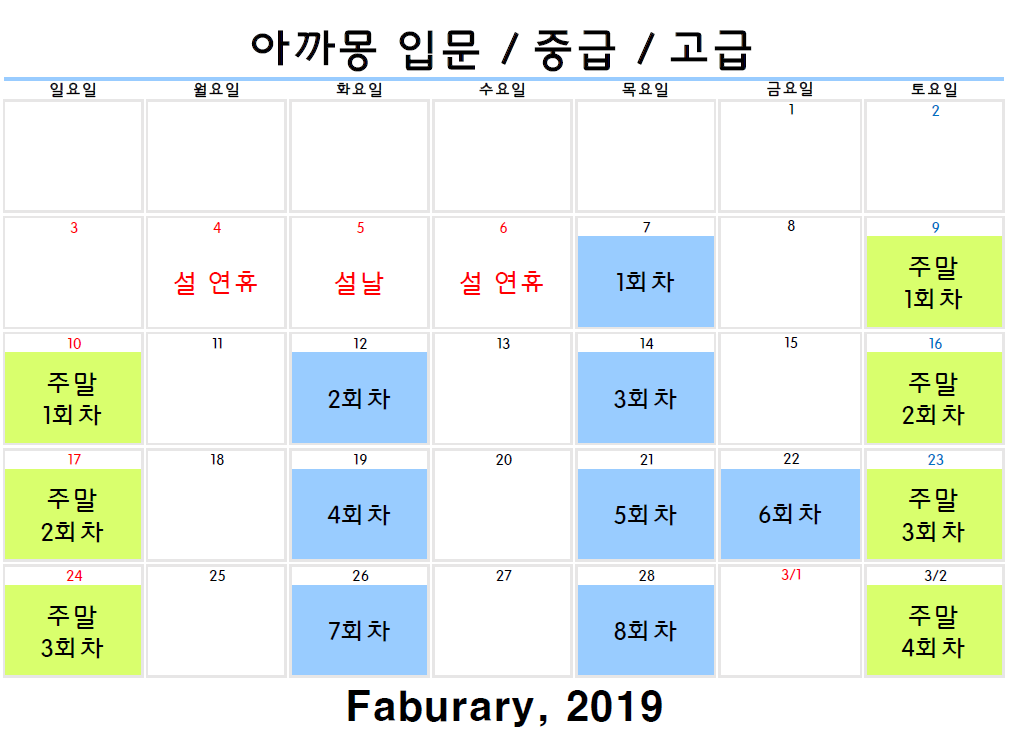 아까몽 입문 / 중급 / 고급
일요일 월요일 화요일 수요일 목요일 금요일 토요일
1 2
3 4 5 6 7 8 9
설 연휴 설날 설 연휴 1회차 주말
1회차
10 11 12 13 14 15 16
주말
1회차 2회차 3회차 주말
2회차
17 18 19 20 21 22 23
주말
2회차 4회차 5회차 6회차 주말
3회차
24 25 26 27 28 3/1 3/2
주말
3회차 7회차 8회차 주말
4회차
Faburary, 2019